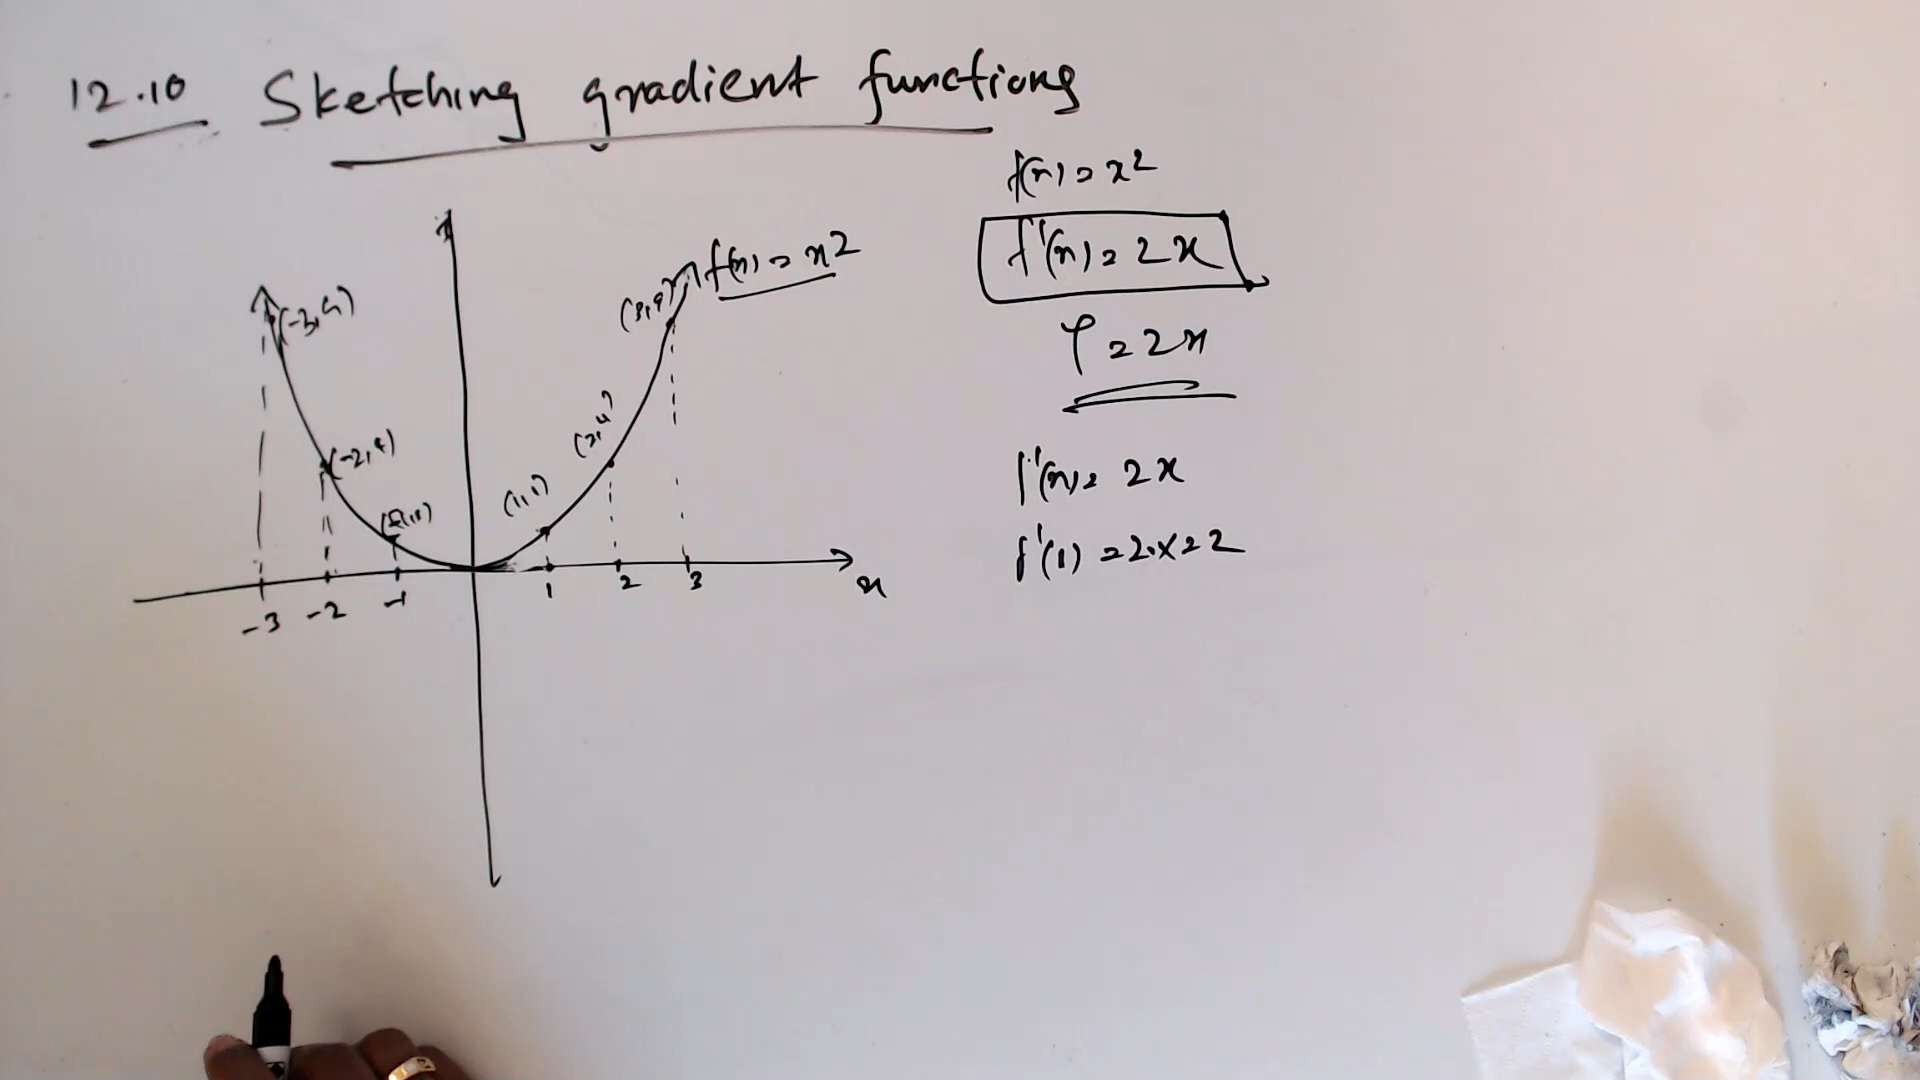 12.10 Sketching gradient functions
f(x) = x2
f'(x) = 2x
Y = 2x
f'(x) = 2x
f'(1) = 2.x = 2
f(x) = x2
(3,9)
(-3,9)
(2,4)
(-2,4)
(1,1)
-3 -2 -1 1 2 3 x